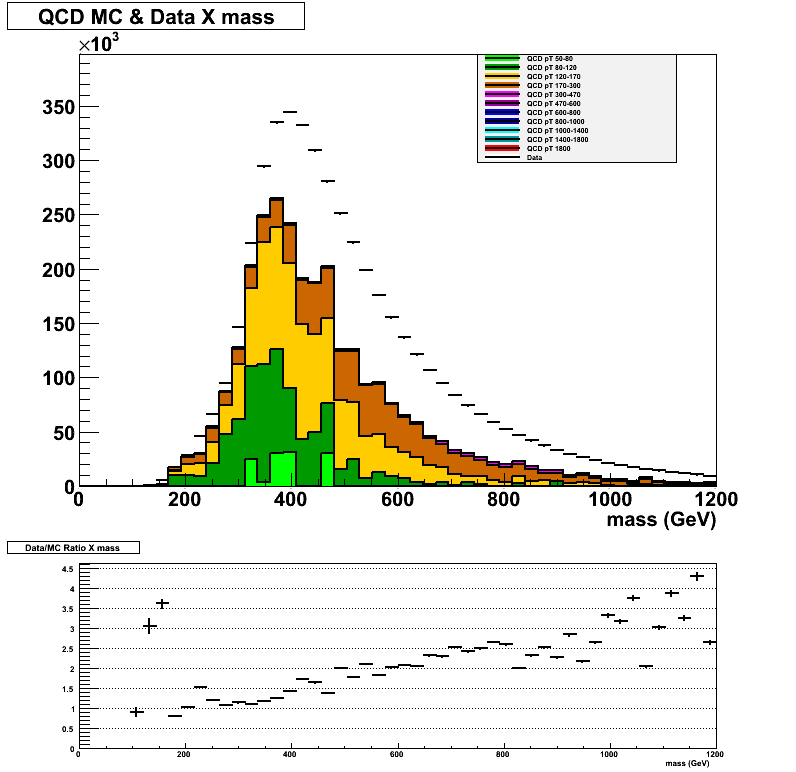 QCD MC & Data X mass
×10³
350
300
250
200
150
100
50
0
0 200 400 600 800 1000 1200
mass (GeV)
QCD pT 50-80
QCD pT 80-120
QCD pT 120-170
QCD pT 170-300
QCD pT 300-470
QCD pT 470-600
QCD pT 600-800
QCD pT 800-1000
QCD pT 1000-1400
QCD pT 1400-1800
QCD pT 1800
Data
Data/MC Ratio X mass
4.5
4
3.5
3
2.5
2
1.5
1
0.5
0
0 200 400 600 800 1000 1200
mass (GeV)